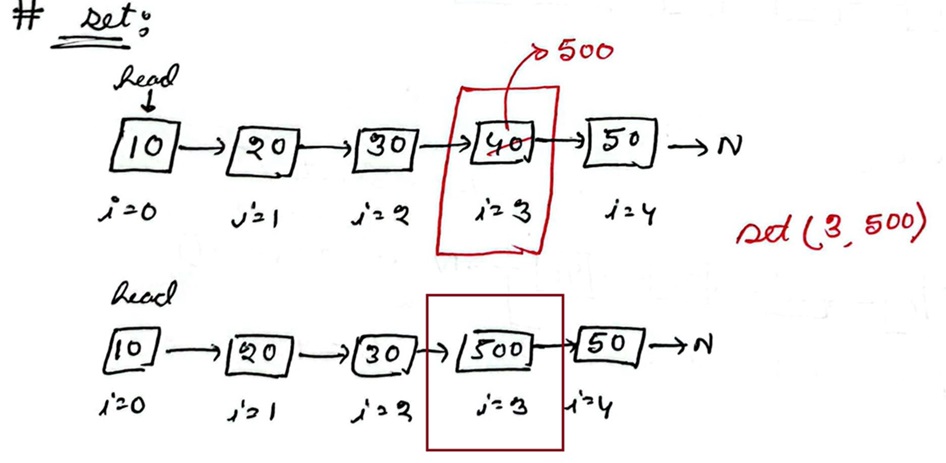 # set:
500
head
10 → 20 → 30 → 40 → 50 → N
i=0 i=1 i=2 i=3 i=4
set(3, 500)
head
10 → 20 → 30 → 500 → 50 → N
i=0 i=1 i=2 i=3 i=4